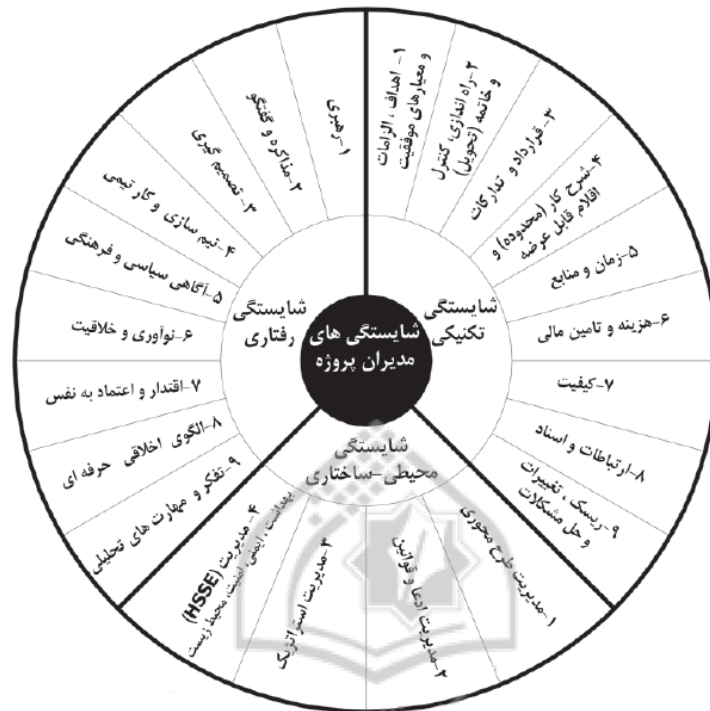 شایستگی های
مدیران پروژه
شایستگی
تکنیکی
۱- اهداف ، الزامات
و معیارهای موفقیت
۲-راه اندازی، کنترل
و خاتمه (تحویل)
۳- قرارداد و تدارکات
۴-شرح کار (محدوده) و
اقلام قابل عرضه
۵-زمان و منابع
۶-هزینه و تامین مالی
۷-کیفیت
۸-ارتباطات و اسناد
۹-ریسک ، تغییرات
و حل مشکلات
شایستگی
رفتاری
۱-رهبری
۲-مذاکره و گفتگو
۳- تصمیم گیری
۴- تیم سازی و کار تیمی
۵-آگاهی سیاسی و فرهنگی
۶-نوآوری و خلاقیت
۷-اقتدار و اعتماد به نفس
۸-الگوی اخلاقی حرفه ای
۹-تفکر و مهارت های تحلیلی
شایستگی
محیطی-ساختاری
۱-مدیریت طرح محوری
۲-مدیریت ادعا و قوانین
۳-مدیریت استراتژیک
۴- مدیریت (HSSE)
بهداشت ، ایمنی، امنیت، محیط زیست